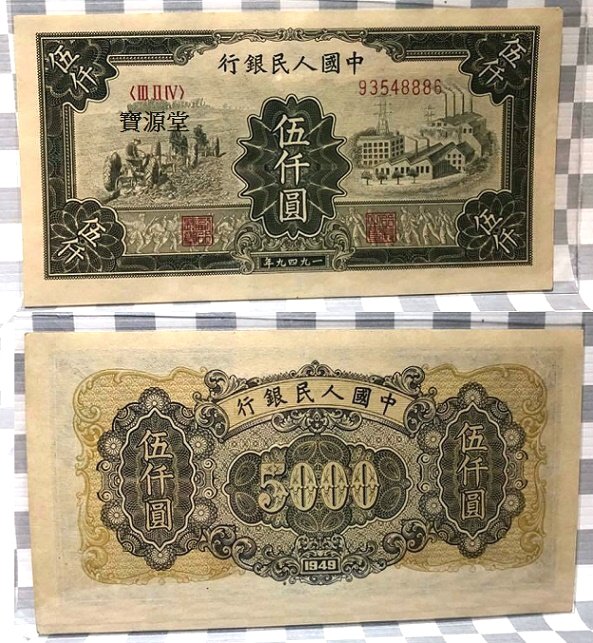 伍仟
伍仟
行銀民人國中
〈III II IV〉
93548886
寶源堂
伍仟圓
伍仟
伍仟
年九四九一
行銀民人國中
伍仟圓
5000
伍仟圓
1949